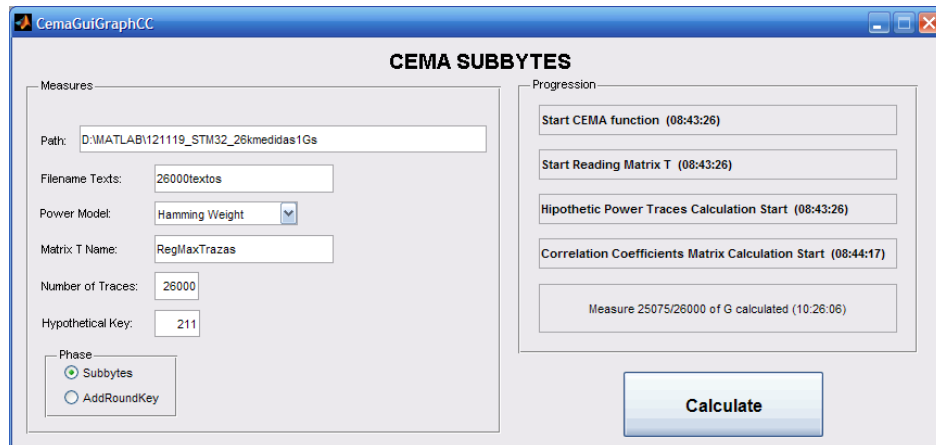 CemaGuiGraphCC
CEMA SUBBYTES
Measures
Path: D:\MATLAB\121119_STM32_26kmedidas1Gs
Filename Texts: 26000textos
Power Model: Hamming Weight
Matrix T Name: RegMaxTrazas
Number of Traces: 26000
Hypothetical Key: 211
Phase
Subbytes
AddRoundKey
Progression
Start CEMA function (08:43:26)
Start Reading Matrix T (08:43:26)
Hipothetic Power Traces Calculation Start (08:43:26)
Correlation Coefficients Matrix Calculation Start (08:44:17)
Measure 25075/26000 of G calculated (10:26:06)
Calculate